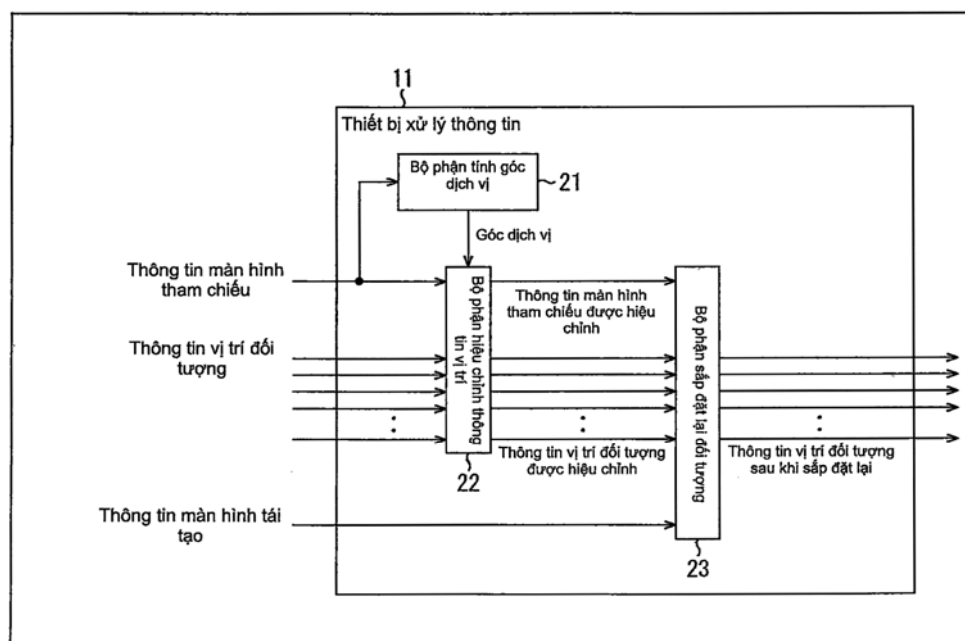 11
Thiết bị xử lý thông tin
Bộ phận tính góc
dịch vị
21
Góc dịch vị
Thông tin màn hình
tham chiếu
Bộ phận hiệu chỉnh thông
tin vị trí
Thông tin màn hình
tham chiếu được hiệu
chỉnh
Bộ phận sắp đặt lại đối tượng
Thông tin vị trí đối
tượng
Thông tin vị trí đối tượng
được hiệu chỉnh
Thông tin vị trí đối tượng
sau khi sắp đặt lại
22
Thông tin màn hình tái
tạo
23